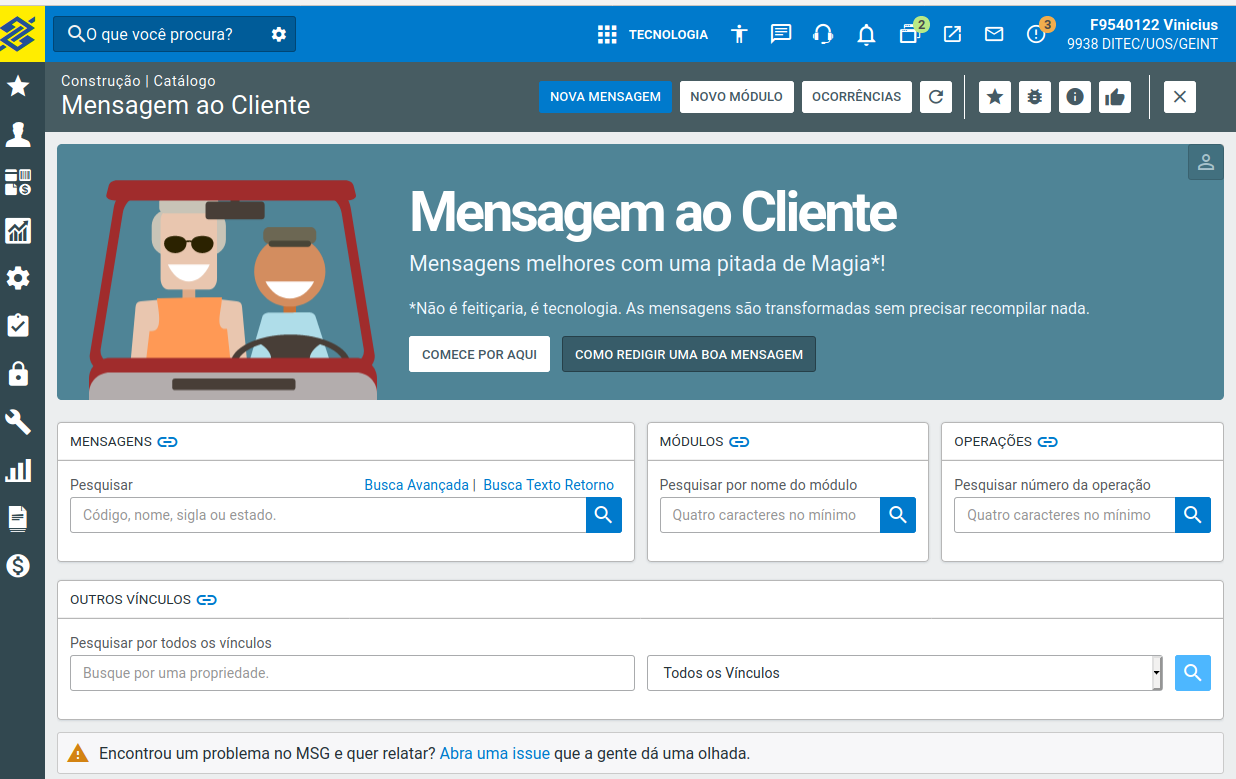 O que você procura?
TECNOLOGIA
2
3
F9540122 Vinicius
9938 DITEC/UOS/GEINT
Construção | Catálogo
Mensagem ao Cliente
NOVA MENSAGEM
NOVO MÓDULO
OCORRÊNCIAS
Mensagem ao Cliente
Mensagens melhores com uma pitada de Magia*!
*Não é feitiçaria, é tecnologia. As mensagens são transformadas sem precisar recompilar nada.
COMECE POR AQUI
COMO REDIGIR UMA BOA MENSAGEM
MENSAGENS
Pesquisar
Busca Avançada | Busca Texto Retorno
Código, nome, sigla ou estado.
MÓDULOS
Pesquisar por nome do módulo
Quatro caracteres no mínimo
OPERAÇÕES
Pesquisar número da operação
Quatro caracteres no mínimo
OUTROS VÍNCULOS
Pesquisar por todos os vínculos
Busque por uma propriedade.
Todos os Vínculos
Encontrou um problema no MSG e quer relatar? Abra uma issue que a gente dá uma olhada.